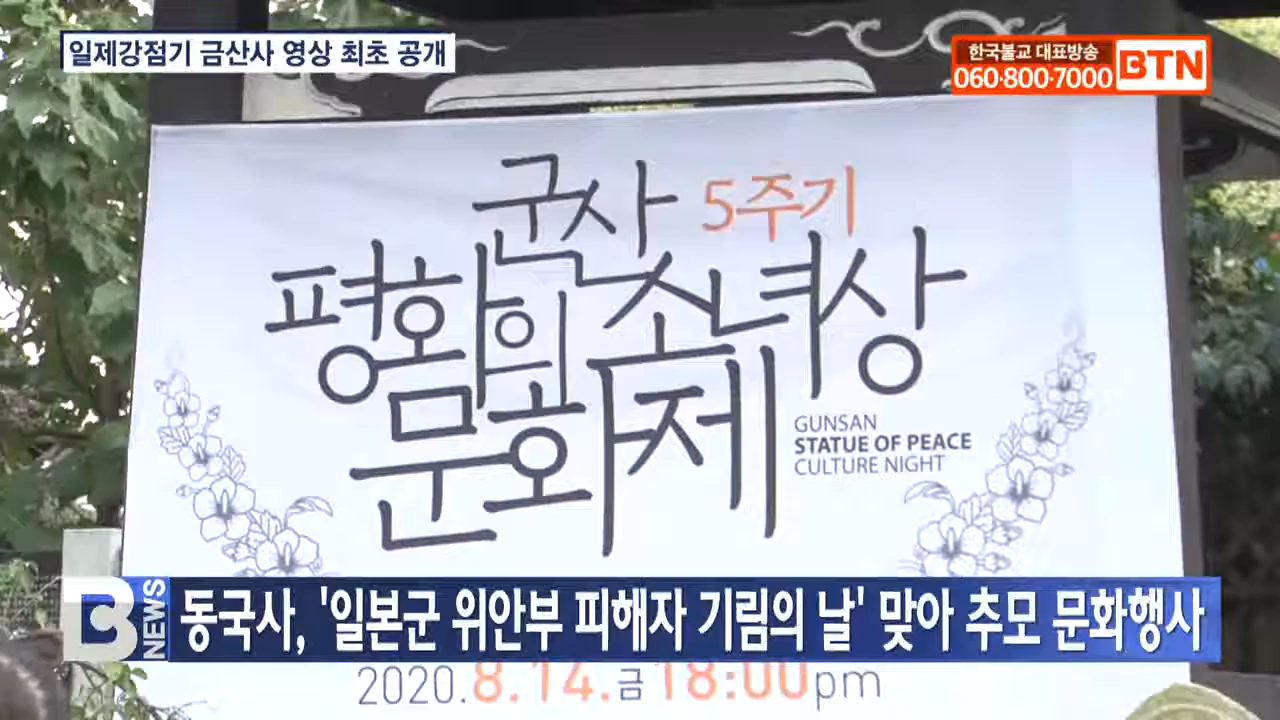 일제강점기 금산사 영상 최초 공개
한국불교 대표방송
060·800·7000
BTN
군산 5주기
평화의 소녀상
문화제
GUNSAN
STATUE OF PEACE
CULTURE NIGHT
B NEWS
동국사, '일본군 위안부 피해자 기림의 날' 맞아 추모 문화행사
2020. 8.14.금 18:00pm